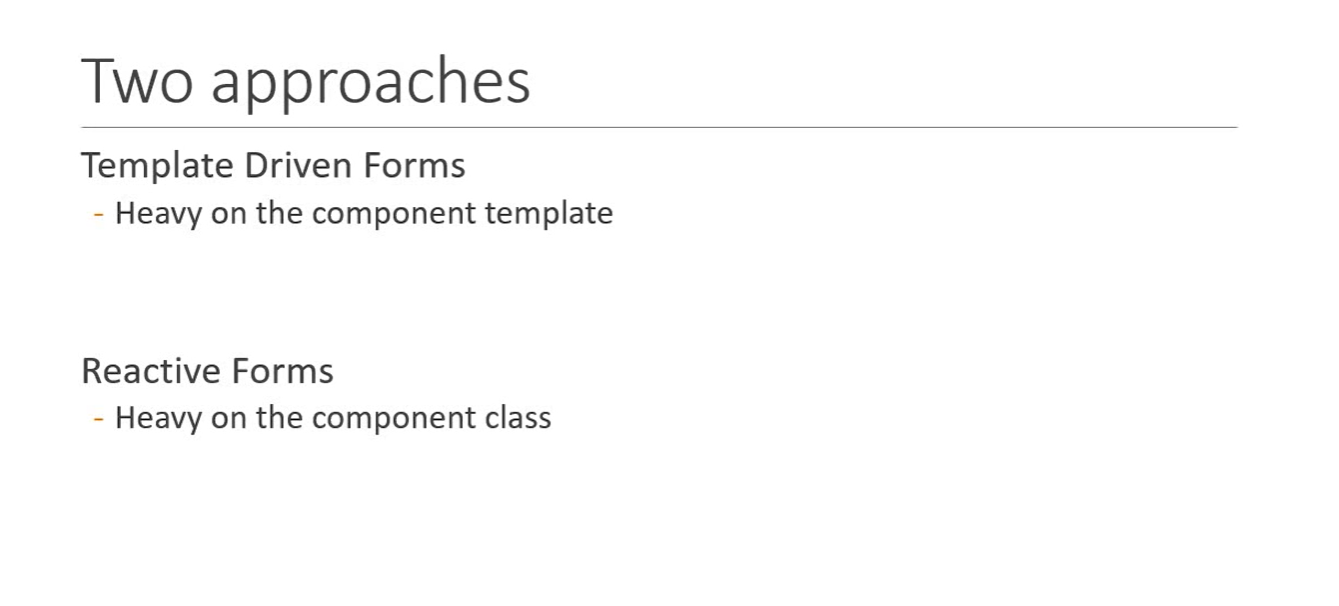 Two approaches
Template Driven Forms
- Heavy on the component template
Reactive Forms
- Heavy on the component class